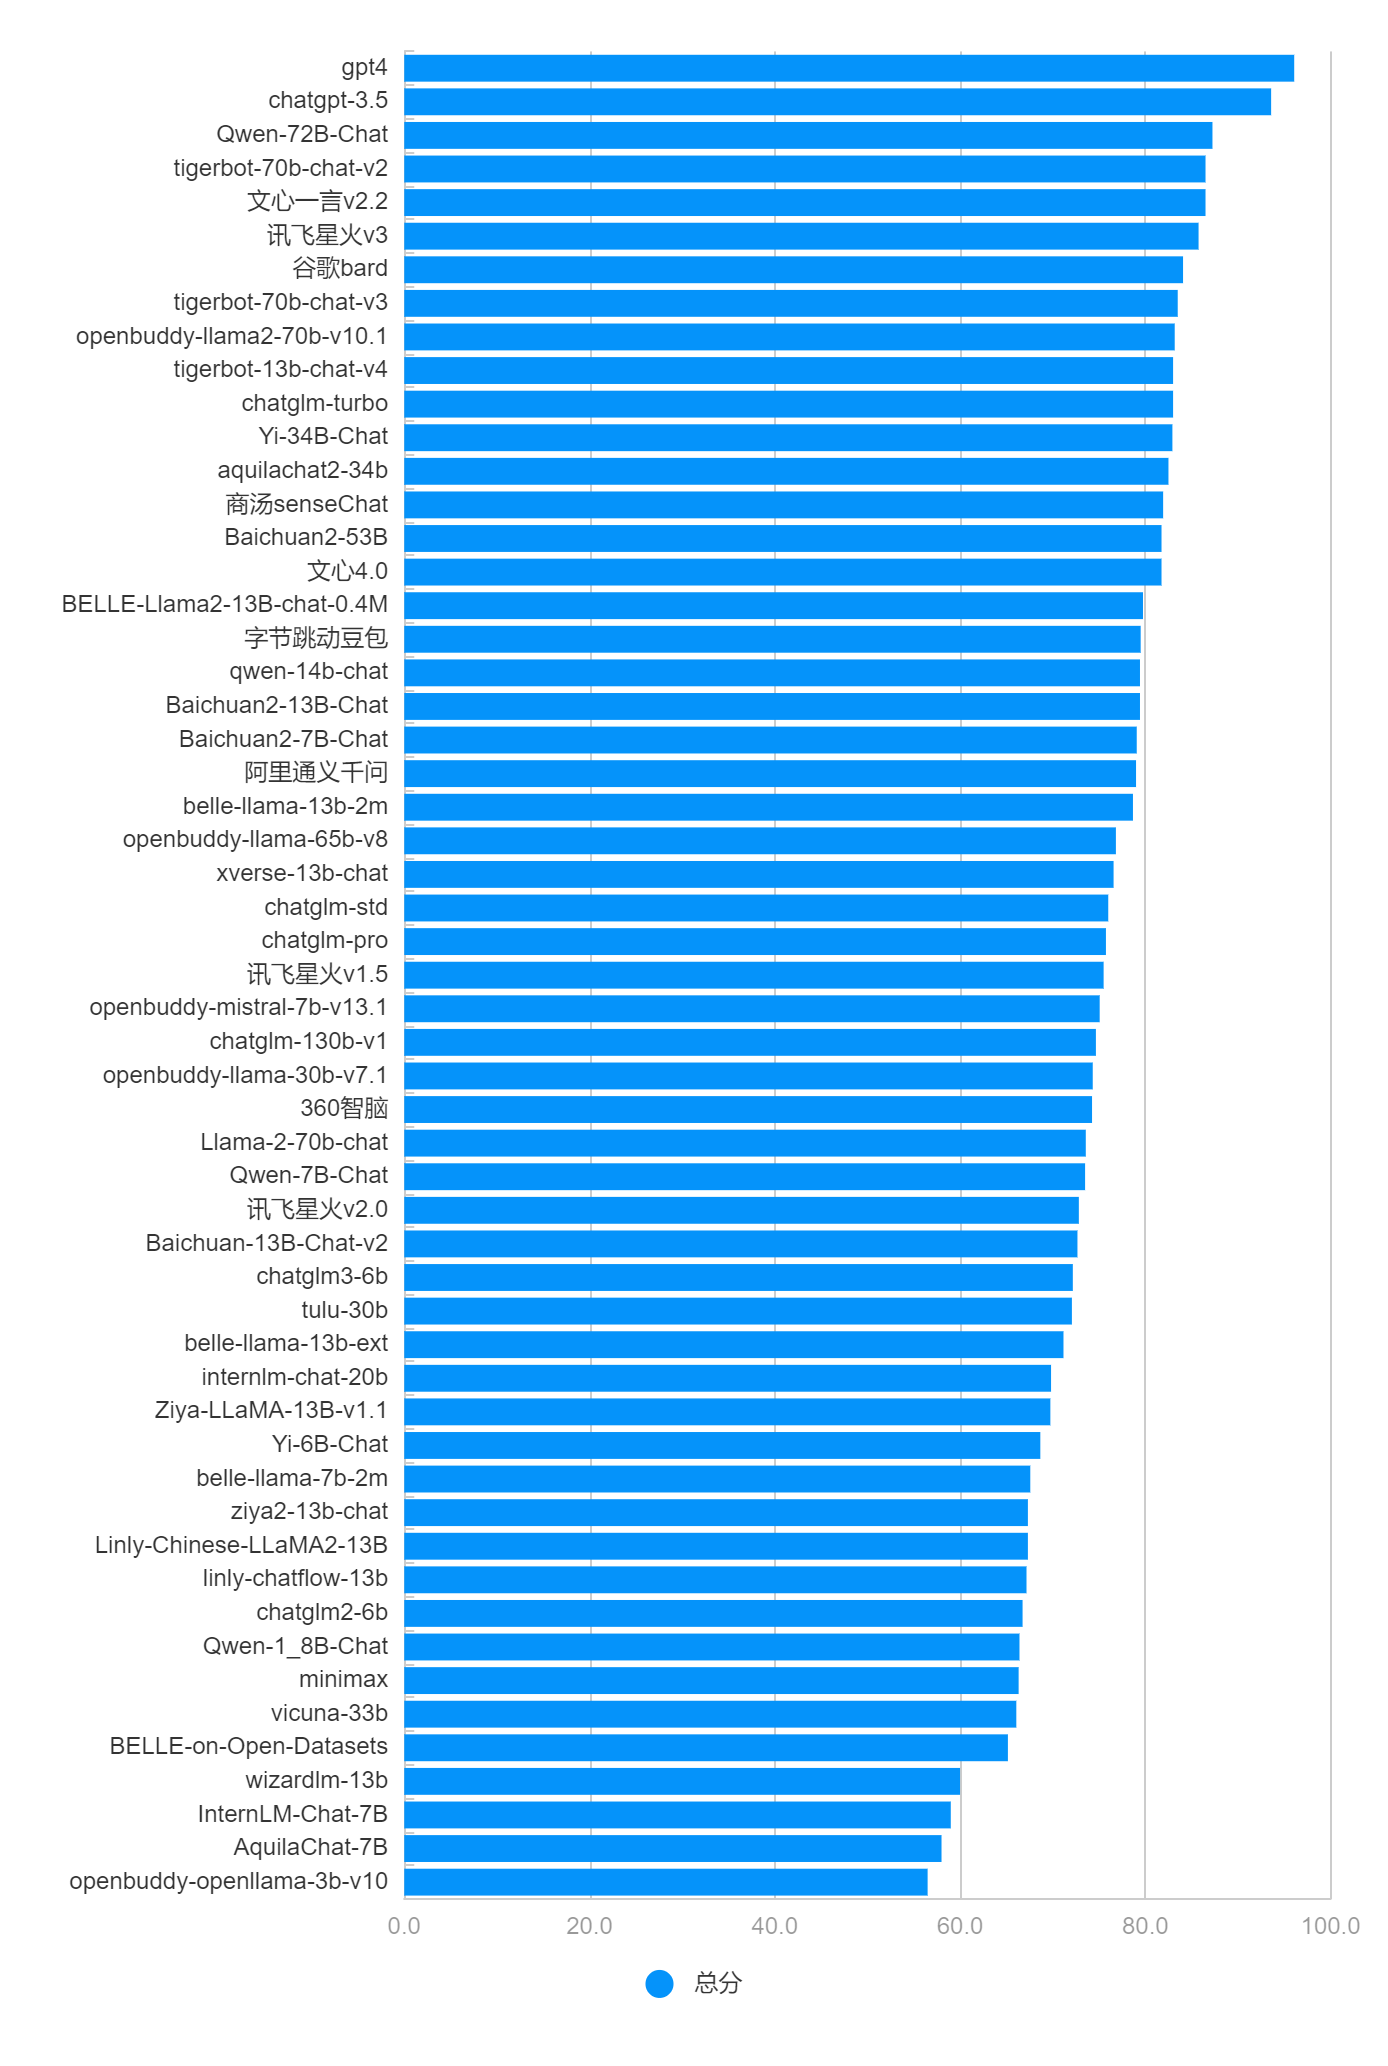 gpt4
chatgpt-3.5
Qwen-72B-Chat
tigerbot-70b-chat-v2
文心一言v2.2
讯飞星火v3
谷歌bard
tigerbot-70b-chat-v3
openbuddy-llama2-70b-v10.1
tigerbot-13b-chat-v4
chatglm-turbo
Yi-34B-Chat
aquilachat2-34b
商汤senseChat
Baichuan2-53B
文心4.0
BELLE-Llama2-13B-chat-0.4M
字节跳动豆包
qwen-14b-chat
Baichuan2-13B-Chat
Baichuan2-7B-Chat
阿里通义千问
belle-llama-13b-2m
openbuddy-llama-65b-v8
xverse-13b-chat
chatglm-std
chatglm-pro
讯飞星火v1.5
openbuddy-mistral-7b-v13.1
chatglm-130b-v1
openbuddy-llama-30b-v7.1
360智脑
Llama-2-70b-chat
Qwen-7B-Chat
讯飞星火v2.0
Baichuan-13B-Chat-v2
chatglm3-6b
tulu-30b
belle-llama-13b-ext
internlm-chat-20b
Ziya-LLaMA-13B-v1.1
Yi-6B-Chat
belle-llama-7b-2m
ziya2-13b-chat
Linly-Chinese-LLaMA2-13B
linly-chatflow-13b
chatglm2-6b
Qwen-1_8B-Chat
minimax
vicuna-33b
BELLE-on-Open-Datasets
wizardlm-13b
InternLM-Chat-7B
AquilaChat-7B
openbuddy-openllama-3b-v10
0.0 20.0 40.0 60.0 80.0 100.0
总分